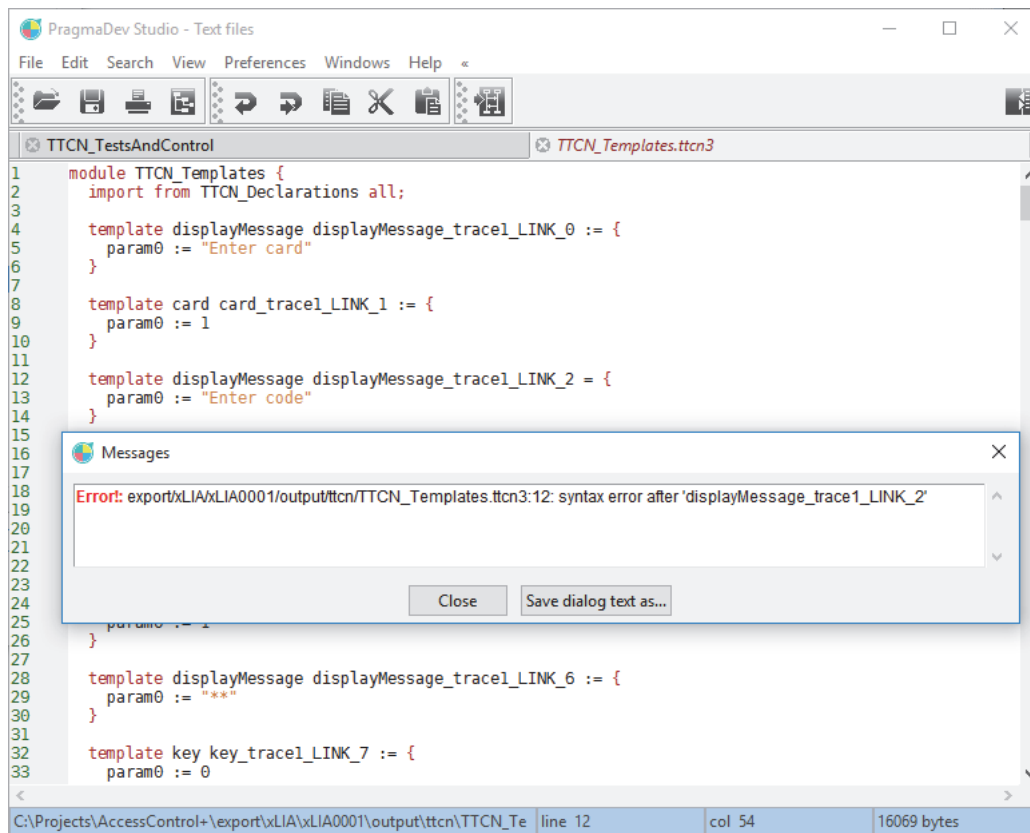 PragmaDev Studio - Text files
File Edit Search View Preferences Windows Help «
TTCN_TestsAndControl TTCN_Templates.ttcn3
1 module TTCN_Templates {
2 import from TTCN_Declarations all;
3
4 template displayMessage displayMessage_trace1_LINK_0 := {
5 param0 := "Enter card"
6 }
7
8 template card card_trace1_LINK_1 := {
9 param0 := 1
10 }
11
12 template displayMessage displayMessage_trace1_LINK_2 = {
13 param0 := "Enter code"
14 }
15
16
17
18
19
20
21
22
23
24
Messages
Error!: export/xLIA/xLIA0001/output/ttcn/TTCN_Templates.ttcn3:12: syntax error after 'displayMessage_trace1_LINK_2'
Close Save dialog text as...
25 param0 := 1
26 }
27
28 template displayMessage displayMessage_trace1_LINK_6 := {
29 param0 := "**"
30 }
31
32 template key key_trace1_LINK_7 := {
33 param0 := 0
C:\Projects\AccessControl+\export\xLIA\xLIA0001\output\ttcn\TTCN_Te line 12 col 54 16069 bytes